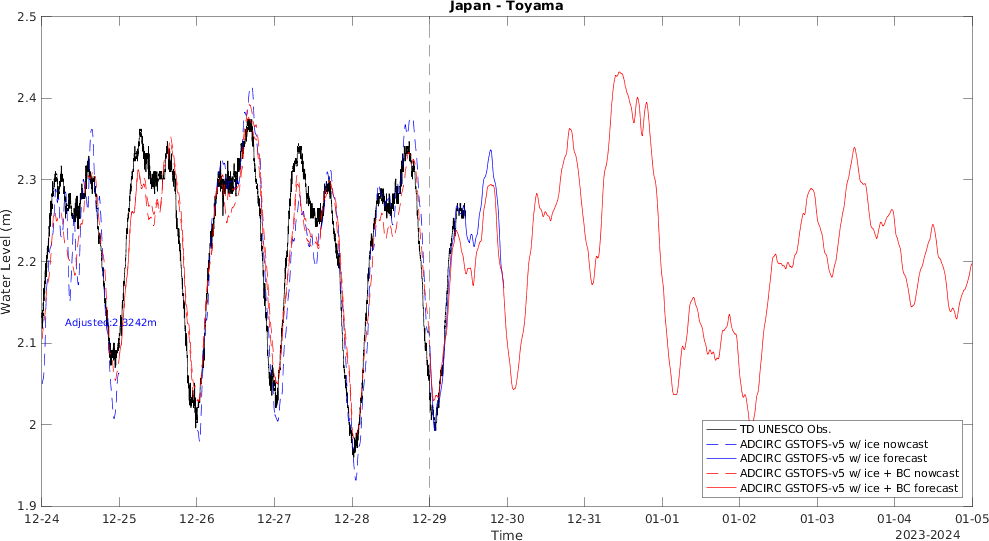 Japan - Toyama
2.5
2.4
2.3
2.2
2.1
2
1.9
Water Level (m)
Adjusted:2.3242m
TD UNESCO Obs.
ADCIRC GSTOFS-v5 w/ ice nowcast
ADCIRC GSTOFS-v5 w/ ice forecast
ADCIRC GSTOFS-v5 w/ ice + BC nowcast
ADCIRC GSTOFS-v5 w/ ice + BC forecast
12-24 12-25 12-26 12-27 12-28 12-29 12-30 12-31 01-01 01-02 01-03 01-04 01-05
Time
2023-2024